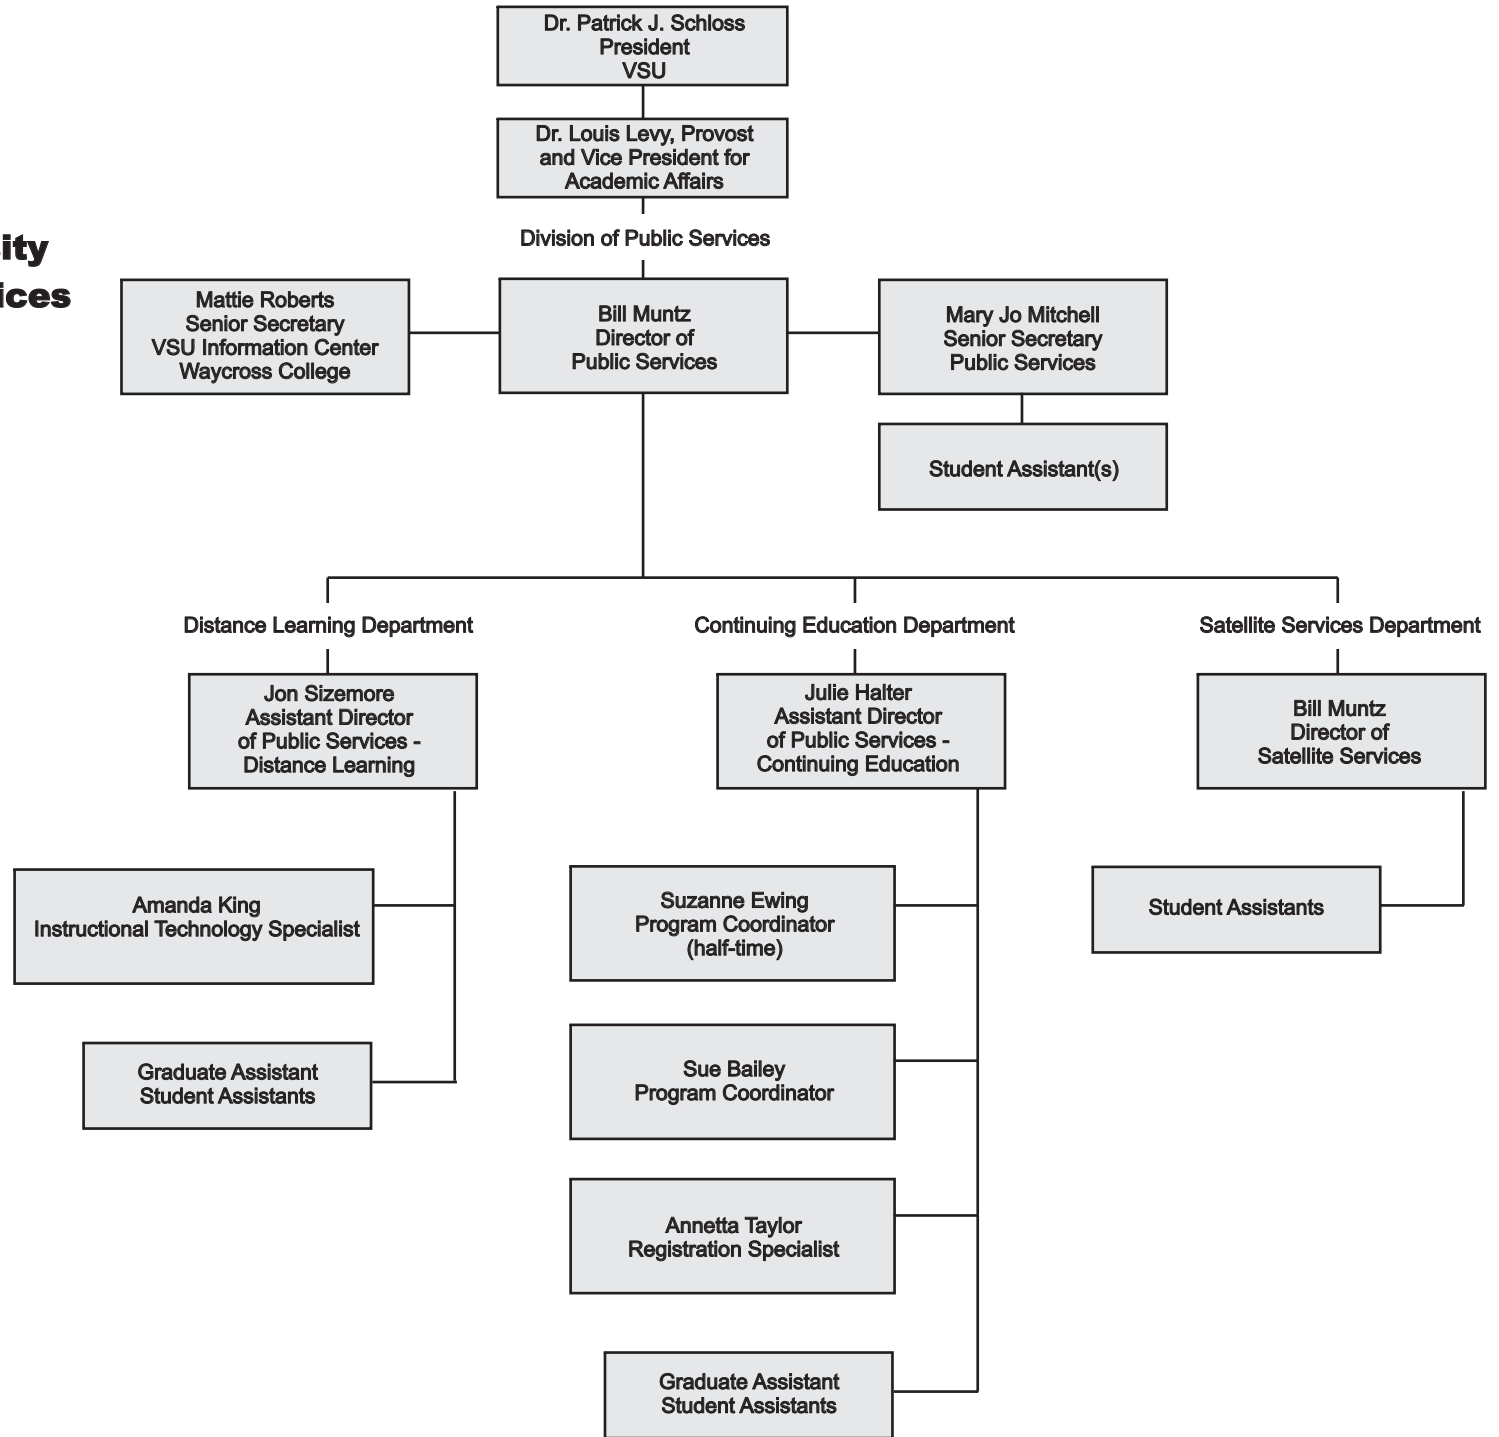 Dr. Patrick J. Schloss
President
VSU
Dr. Louis Levy, Provost
and Vice President for
Academic Affairs
Division of Public Services
ity
ices
Mattie Roberts
Senior Secretary
VSU Information Center
Waycross College
Bill Muntz
Director of
Public Services
Mary Jo Mitchell
Senior Secretary
Public Services
Student Assistant(s)
Distance Learning Department
Continuing Education Department
Satellite Services Department
Jon Sizemore
Assistant Director
of Public Services -
Distance Learning
Julie Halter
Assistant Director
of Public Services -
Continuing Education
Bill Muntz
Director of
Satellite Services
Amanda King
Instructional Technology Specialist
Suzanne Ewing
Program Coordinator
(half-time)
Student Assistants
Graduate Assistant
Student Assistants
Sue Bailey
Program Coordinator
Annetta Taylor
Registration Specialist
Graduate Assistant
Student Assistants